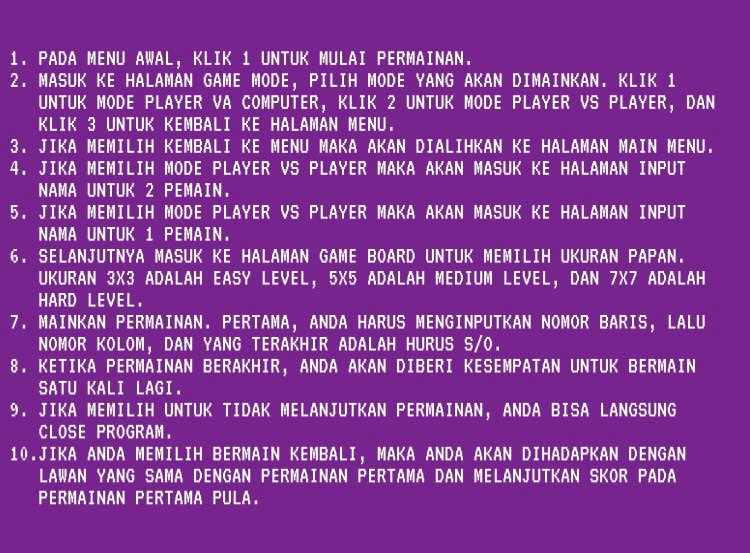 1. PADA MENU AWAL, KLIK 1 UNTUK MULAI PERMAINAN.
2. MASUK KE HALAMAN GAME MODE, PILIH MODE YANG AKAN DIMAINKAN. KLIK 1
UNTUK MODE PLAYER VA COMPUTER, KLIK 2 UNTUK MODE PLAYER VS PLAYER, DAN
KLIK 3 UNTUK KEMBALI KE HALAMAN MENU.
3. JIKA MEMILIH KEMBALI KE MENU MAKA AKAN DIALIHKAN KE HALAMAN MAIN MENU.
4. JIKA MEMILIH MODE PLAYER VS PLAYER MAKA AKAN MASUK KE HALAMAN INPUT
NAMA UNTUK 2 PEMAIN.
5. JIKA MEMILIH MODE PLAYER VS PLAYER MAKA AKAN MASUK KE HALAMAN INPUT
NAMA UNTUK 1 PEMAIN.
6. SELANJUTNYA MASUK KE HALAMAN GAME BOARD UNTUK MEMILIH UKURAN PAPAN.
UKURAN 3X3 ADALAH EASY LEVEL, 5X5 ADALAH MEDIUM LEVEL, DAN 7X7 ADALAH
HARD LEVEL.
7. MAINKAN PERMAINAN. PERTAMA, ANDA HARUS MENGINPUTKAN NOMOR BARIS, LALU
NOMOR KOLOM, DAN YANG TERAKHIR ADALAH HURUS S/O.
8. KETIKA PERMAINAN BERAKHIR, ANDA AKAN DIBERI KESEMPATAN UNTUK BERMAIN
SATU KALI LAGI.
9. JIKA MEMILIH UNTUK TIDAK MELANJUTKAN PERMAINAN, ANDA BISA LANGSUNG
CLOSE PROGRAM.
10.JIKA ANDA MEMILIH BERMAIN KEMBALI, MAKA ANDA AKAN DIHADAPKAN DENGAN
LAWAN YANG SAMA DENGAN PERMAINAN PERTAMA DAN MELANJUTKAN SKOR PADA
PERMAINAN PERTAMA PULA.